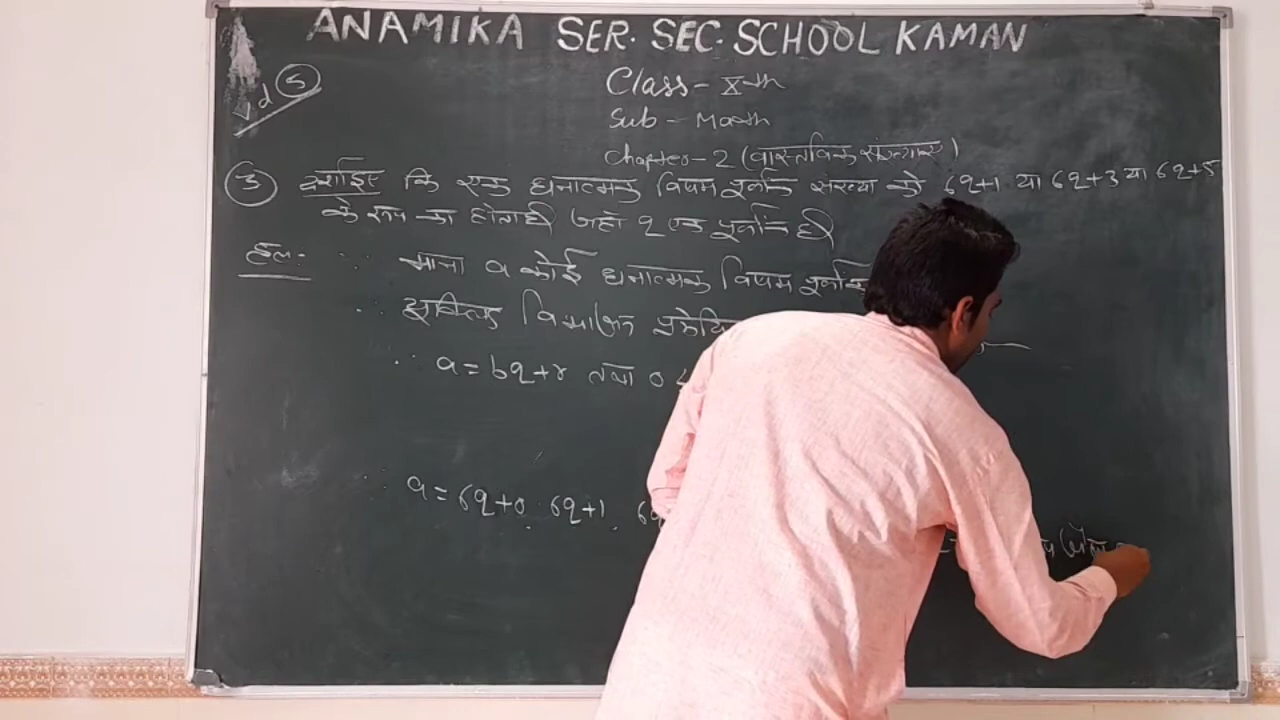 ANAMIKA SER. SEC. SCHOOL KAMAN
5
Class - X-th
Sub - Math
Chapter - 2 (वास्तविक संख्याएँ)
3 दर्शाइए कि एक धनात्मक विषम पूर्णांक संख्या को 6q+1 या 6q+3 या 6q+5
के रूप का होता है जहाँ q एक पूर्णांक है
हल:- माना a कोई धनात्मक विषम पूर्णांक
∴ यूक्लिड विभाजन
∴ a = bq+r तथा 0 ≤
∴ a = 6q+0, 6q+1, 6q